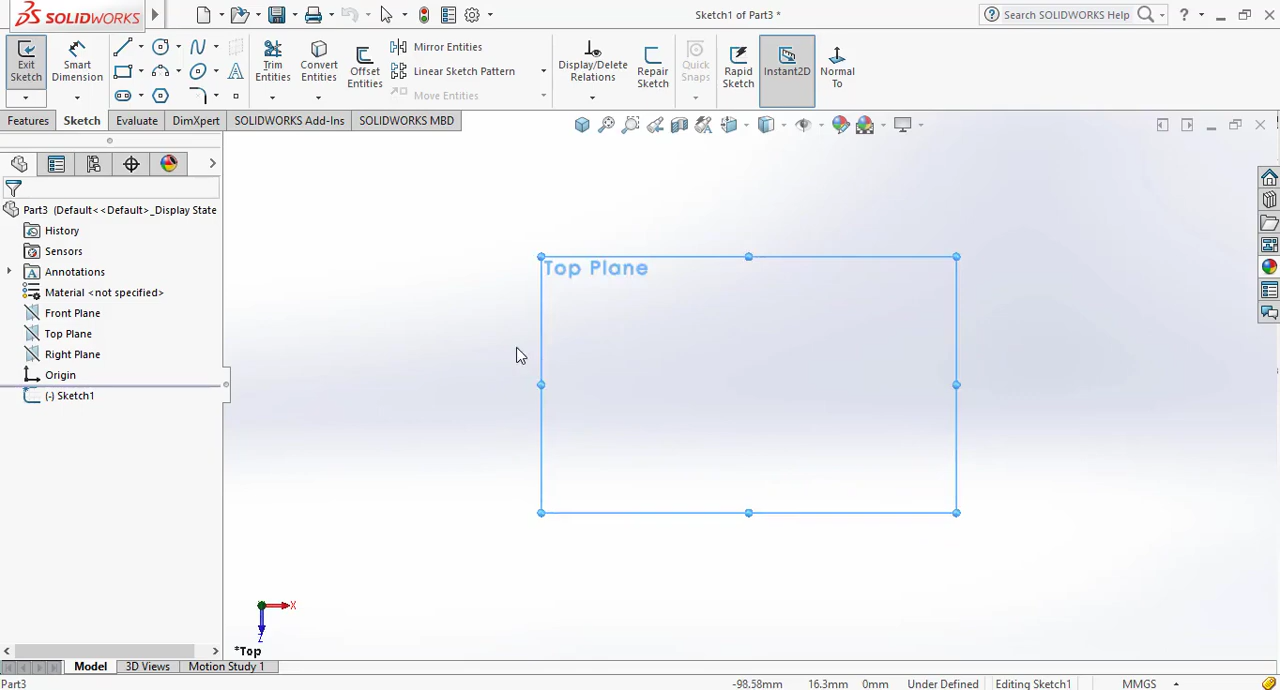 SOLIDWORKS
Sketch1 of Part3 *
Search SOLIDWORKS Help
?
Exit Sketch
Smart Dimension
Trim Entities
Convert Entities
Offset Entities
Mirror Entities
Linear Sketch Pattern
Move Entities
Display/Delete Relations
Repair Sketch
Quick Snaps
Rapid Sketch
Instant2D
Normal To
Features
Sketch
Evaluate
DimXpert
SOLIDWORKS Add-Ins
SOLIDWORKS MBD
Part3 (Default<<Default>_Display State
History
Sensors
Annotations
Material <not specified>
Front Plane
Top Plane
Right Plane
Origin
(-) Sketch1
Top Plane
X
Z
*Top
Model
3D Views
Motion Study 1
Part3
-98.58mm
16.3mm
0mm
Under Defined
Editing Sketch1
MMGS